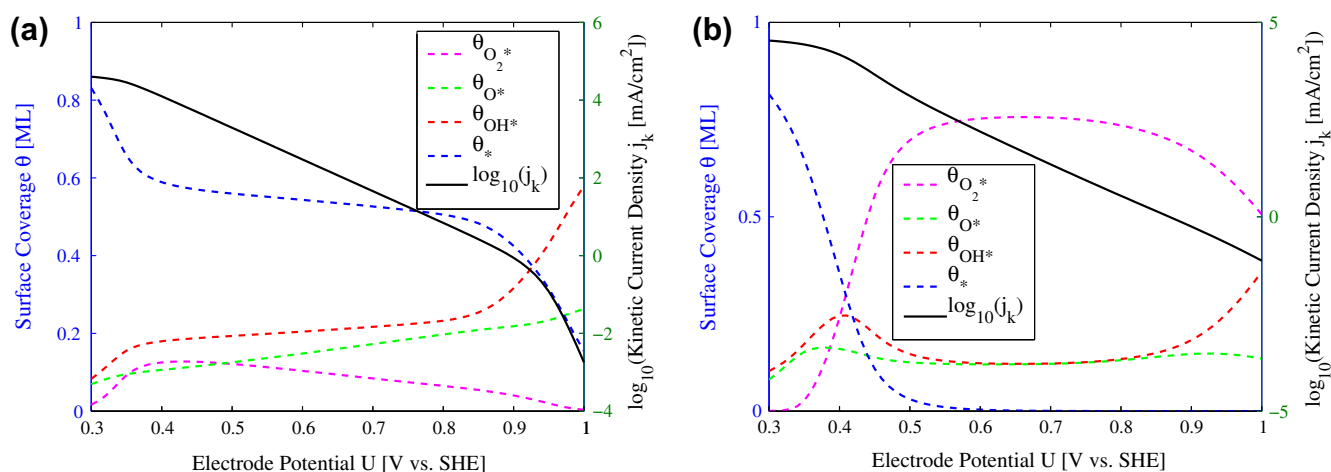 (a)
1
0.8
0.6
0.4
0.2
0
Surface Coverage θ [ML]
0.3 0.4 0.5 0.6 0.7 0.8 0.9 1
Electrode Potential U [V vs. SHE]
6
4
2
0
−2
−4
log10(Kinetic Current Density jk [mA/cm2]
θO2*
θO*
θOH*
θ*
log10(jk)
(b)
1
0.5
0
Surface Coverage θ [ML]
0.3 0.4 0.5 0.6 0.7 0.8 0.9 1
Electrode Potential U [V vs. SHE]
5
0
−5
log10(Kinetic Current Density jk [mA/cm2]
θO2*
θO*
θOH*
θ*
log10(jk)